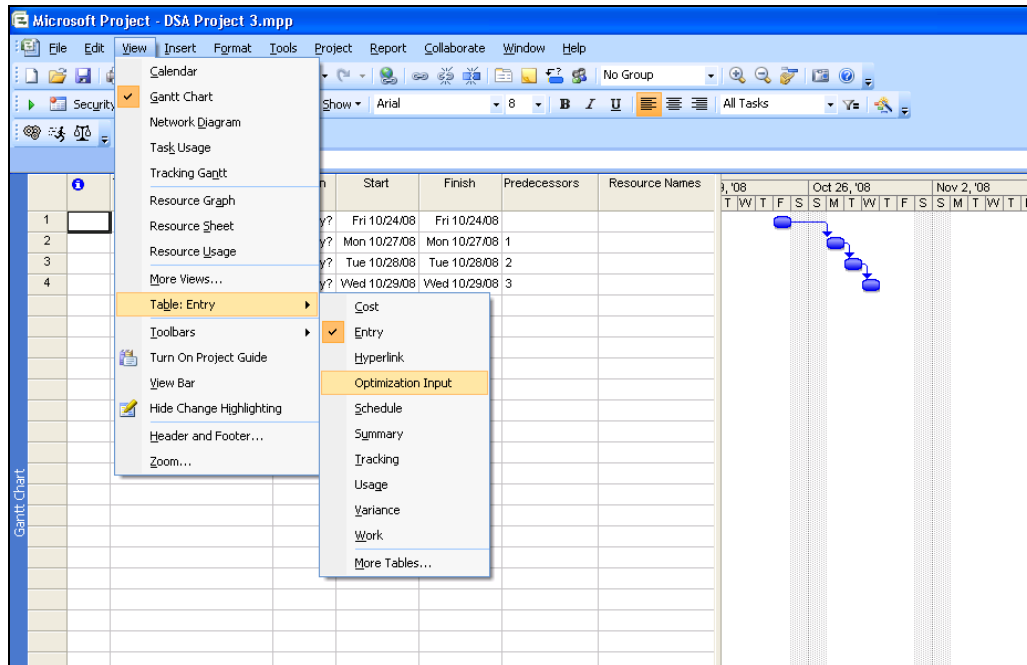 Microsoft Project - DSA Project 3.mpp
File Edit View Insert Format Tools Project Report Collaborate Window Help
No Group
Security Show Arial 8 B I U All Tasks
Calendar
Gantt Chart
Network Diagram
Task Usage
Tracking Gantt
Resource Graph
Resource Sheet
Resource Usage
More Views...
Table: Entry
Toolbars
Turn On Project Guide
View Bar
Hide Change Highlighting
Header and Footer...
Zoom...
Cost
Entry
Hyperlink
Optimization Input
Schedule
Summary
Tracking
Usage
Variance
Work
More Tables...
Start Finish Predecessors Resource Names
1 y? Fri 10/24/08 Fri 10/24/08
2 y? Mon 10/27/08 Mon 10/27/08 1
3 y? Tue 10/28/08 Tue 10/28/08 2
4 y? Wed 10/29/08 Wed 10/29/08 3
, '08 Oct 26, '08 Nov 2, '08
T W T F S S M T W T F S S M T W T
Gantt Chart